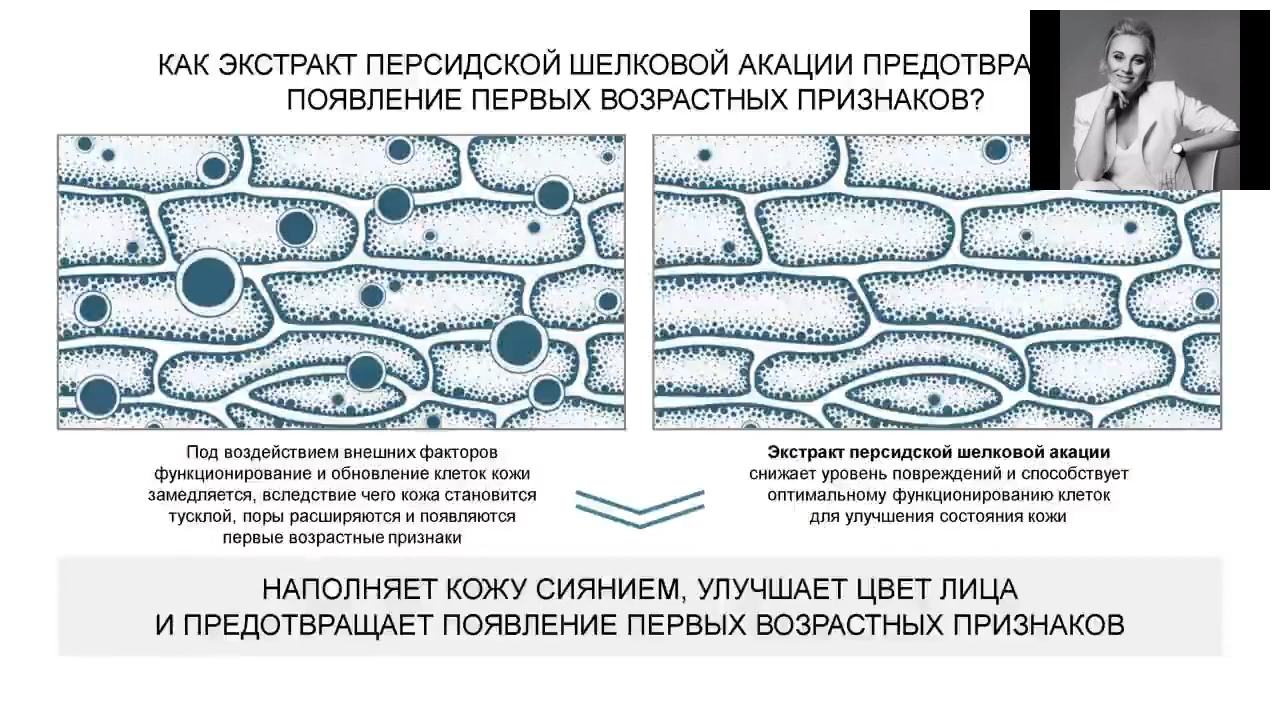 КАК ЭКСТРАКТ ПЕРСИДСКОЙ ШЕЛКОВОЙ АКАЦИИ
ПОЯВЛЕНИЕ ПЕРВЫХ ВОЗРАСТНЫХ ПРИЗНАКОВ?
Под воздействием внешних факторов
функционирование и обновление клеток кожи
замедляется, вследствие чего кожа становится
тусклой, поры расширяются и появляются
первые возрастные признаки
Экстракт персидской шелковой акации
снижает уровень повреждений и способствует
оптимальному функционированию клеток
для улучшения состояния кожи
НАПОЛНЯЕТ КОЖУ СИЯНИЕМ, УЛУЧШАЕТ ЦВЕТ ЛИЦА
И ПРЕДОТВРАЩАЕТ ПОЯВЛЕНИЕ ПЕРВЫХ ВОЗРАСТНЫХ ПРИЗНАКОВ